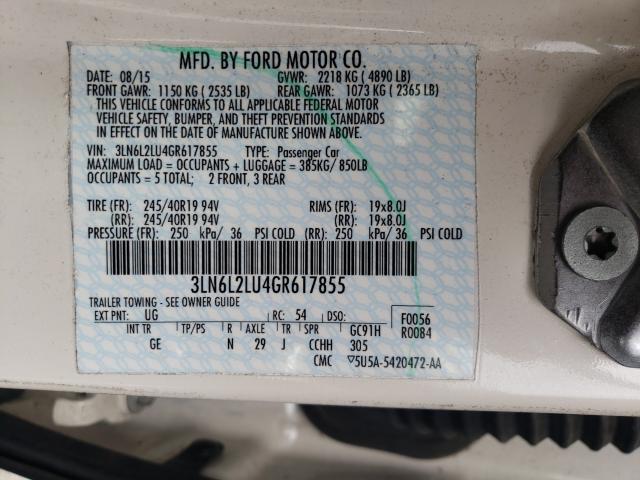 MFD. BY FORD MOTOR CO.
DATE: 08/15 GVWR: 2218 KG ( 4890 LB)
FRONT GAWR: 1150 KG ( 2535 LB) REAR GAWR: 1073 KG ( 2365 LB)
THIS VEHICLE CONFORMS TO ALL APPLICABLE FEDERAL MOTOR
VEHICLE SAFETY, BUMPER, AND THEFT PREVENTION STANDARDS
IN EFFECT ON THE DATE OF MANUFACTURE SHOWN ABOVE.
VIN: 3LN6L2LU4GR617855 TYPE: Passenger Car
MAXIMUM LOAD = OCCUPANTS + LUGGAGE = 385KG/ 850LB
OCCUPANTS = 5 TOTAL; 2 FRONT, 3 REAR
TIRE (FR): 245/40R19 94V RIMS (FR): 19x8.0J
(RR): 245/40R19 94V (RR): 19x8.0J
PRESSURE (FR): 250 kPa/ 36 PSI COLD (RR): 250 kPa/ 36 PSI COLD
3LN6L2LU4GR617855
TRAILER TOWING - SEE OWNER GUIDE
EXT PNT: UG RC: 54 DSO: F0056
R0084
INT TR TP/PS R AXLE TR SPR GC91H
GE N 29 J CCHH 305
CMC ▽5U5A-5420472-AA